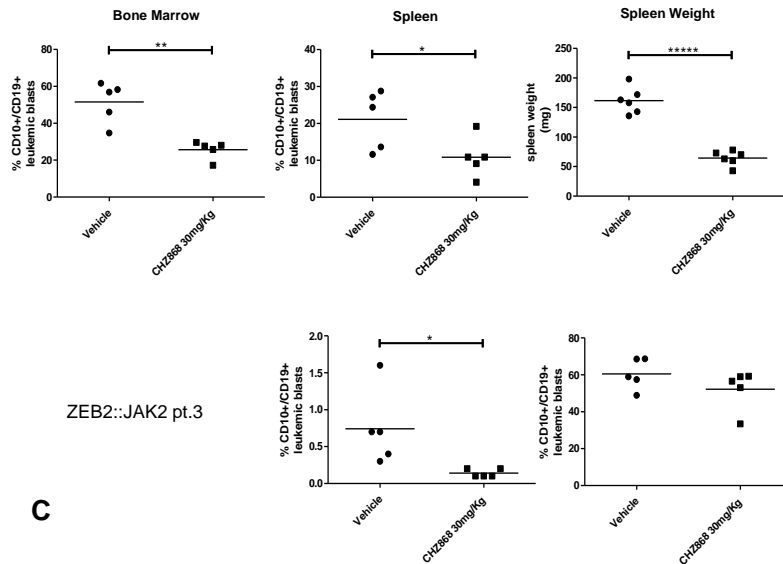 Bone Marrow
**
% CD10+/CD19+
leukemic blasts
60
40
20
0
Vehicle
CHZ868 30mg/Kg
Spleen
*
% CD10+/CD19+
leukemic blasts
40
30
20
10
0
Vehicle
CHZ868 30mg/Kg
Spleen Weight
*****
spleen weight
(mg)
200
150
100
50
0
Vehicle
CHZ868 30mg/Kg
ZEB2::JAK2 pt.3
*
% CD10+/CD19+
leukemic blasts
2.0
1.5
1.0
0.5
0.0
Vehicle
CHZ868 30mg/Kg
% CD10+/CD19+
leukemic blasts
80
60
40
20
0
Vehicle
CHZ868 30mg/Kg
C